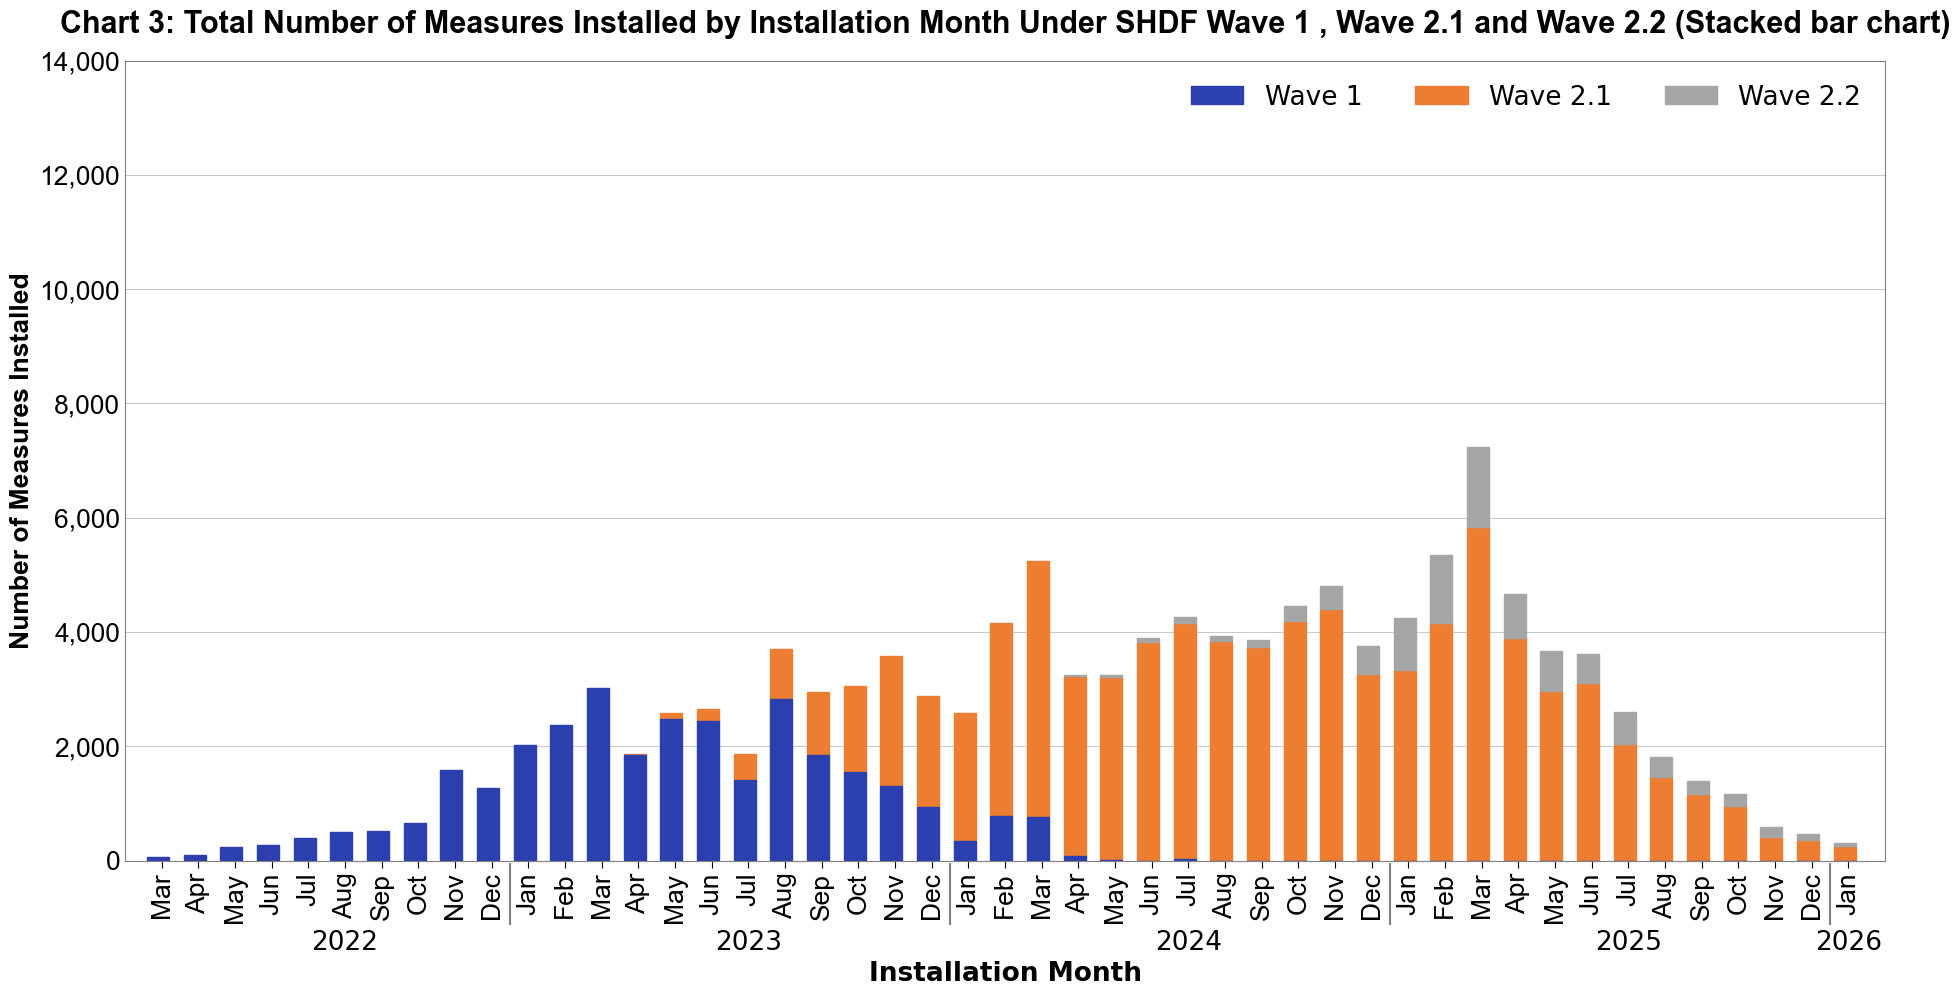 Chart 3: Total Number of Measures Installed by Installation Month Under SHDF Wave 1 , Wave 2.1 and Wave 2.2 (Stacked bar chart)
Wave 1 Wave 2.1 Wave 2.2
Number of Measures Installed
14,000
12,000
10,000
8,000
6,000
4,000
2,000
0
Mar Apr May Jun Jul Aug Sep Oct Nov Dec Jan Feb Mar Apr May Jun Jul Aug Sep Oct Nov Dec Jan Feb Mar Apr May Jun Jul Aug Sep Oct Nov Dec Jan Feb Mar Apr May Jun Jul Aug Sep Oct Nov Dec Jan
2022 2023 2024 2025 2026
Installation Month